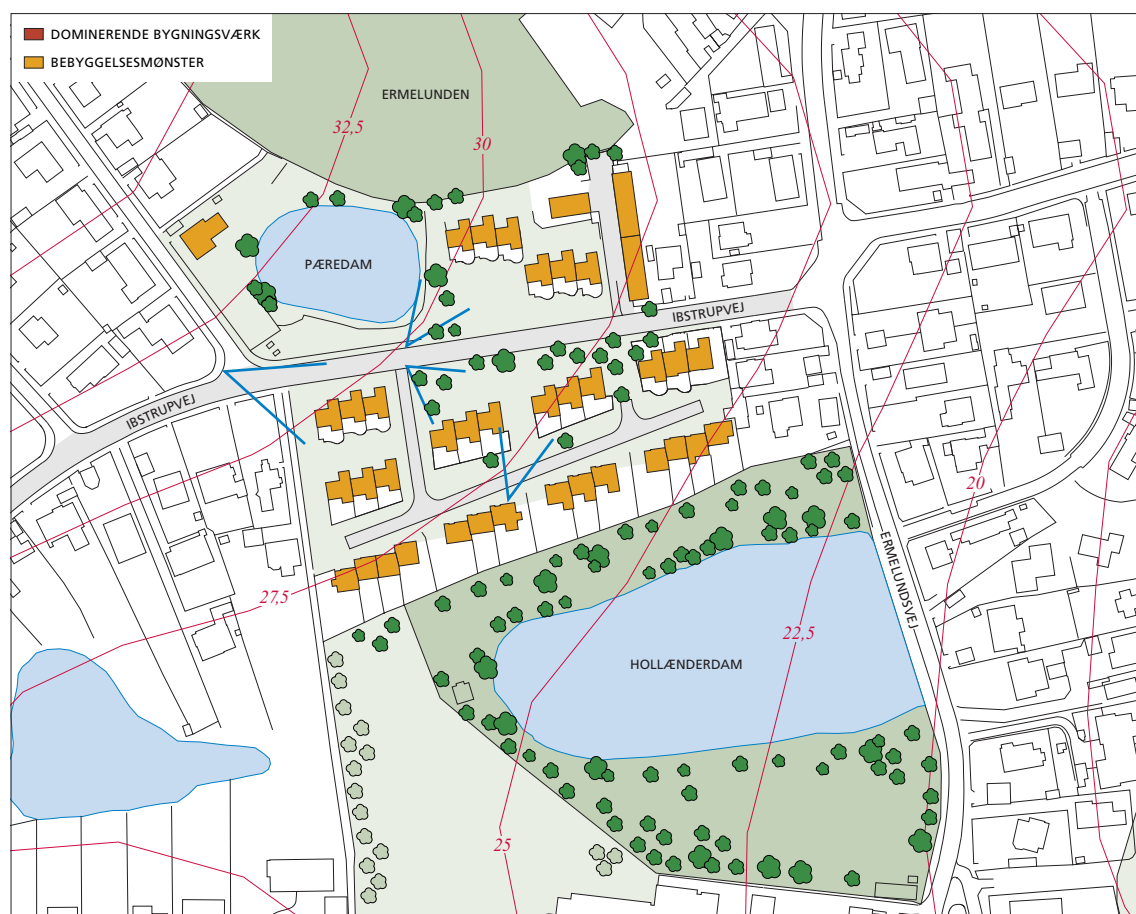 DOMINERENDE BYGNINGSVÆRK
BEBYGGELSESMØNSTER
ERMELUNDEN
32,5
30
PÆREDAM
IBSTRUPVEJ
IBSTRUPVEJ
20
ERMELUNDSVEJ
27,5
22,5
HOLLÆNDERDAM
25